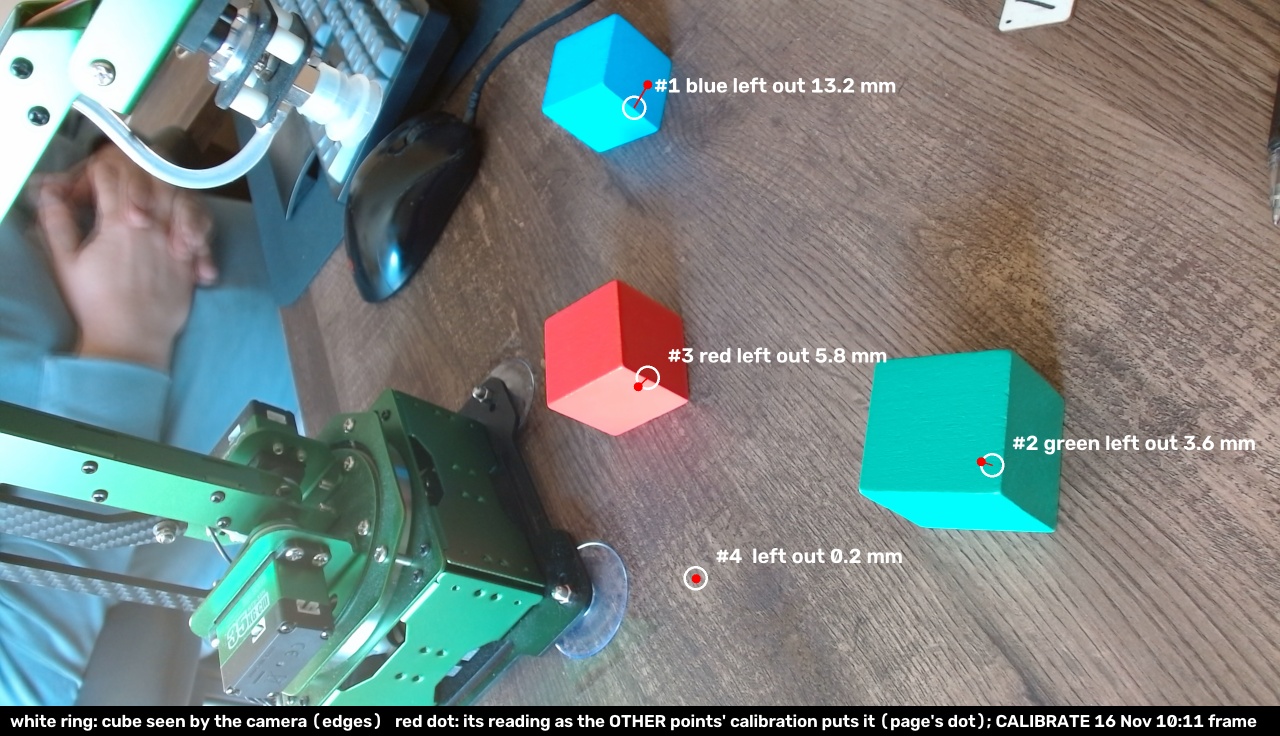 #1 blue left out 13.2 mm
#3 red left out 5.8 mm
#2 green left out 3.6 mm
#4 left out 0.2 mm
white ring: cube seen by the camera (edges) red dot: its reading as the OTHER points' calibration puts it (page's dot); CALIBRATE 16 Nov 10:11 frame